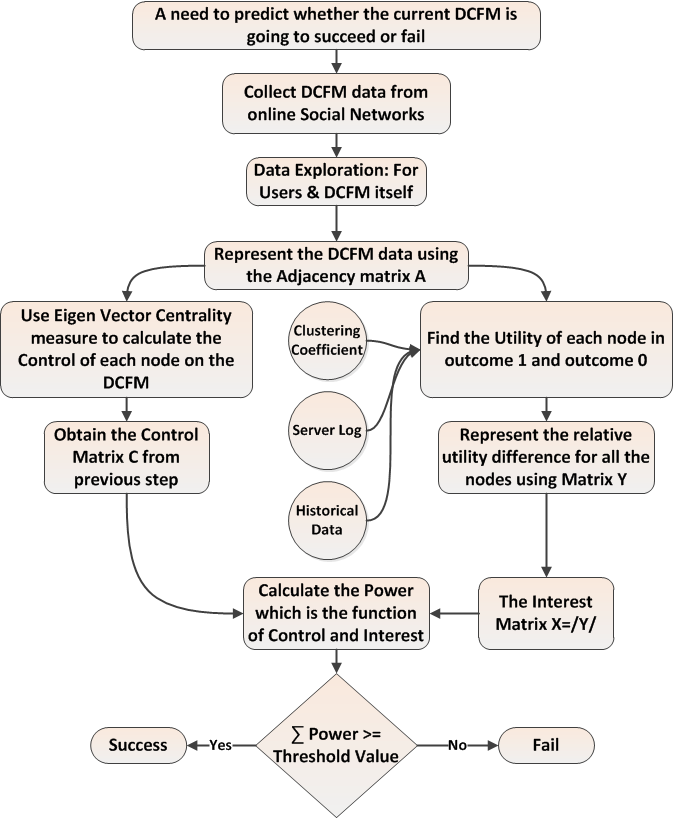 A need to predict whether the current DCFM is
going to succeed or fail
Collect DCFM data from
online Social Networks
Data Exploration: For
Users & DCFM itself
Represent the DCFM data using
the Adjacency matrix A
Use Eigen Vector Centrality
measure to calculate the
Control of each node on the
DCFM
Clustering
Coefficient
Find the Utility of each node in
outcome 1 and outcome 0
Server Log
Obtain the Control
Matrix C from
previous step
Represent the relative
utility difference for all the
nodes using Matrix Y
Historical
Data
Calculate the Power
which is the function
of Control and Interest
The Interest
Matrix X=/Y/
∑ Power >=
Threshold Value
Yes
Success
No
Fail